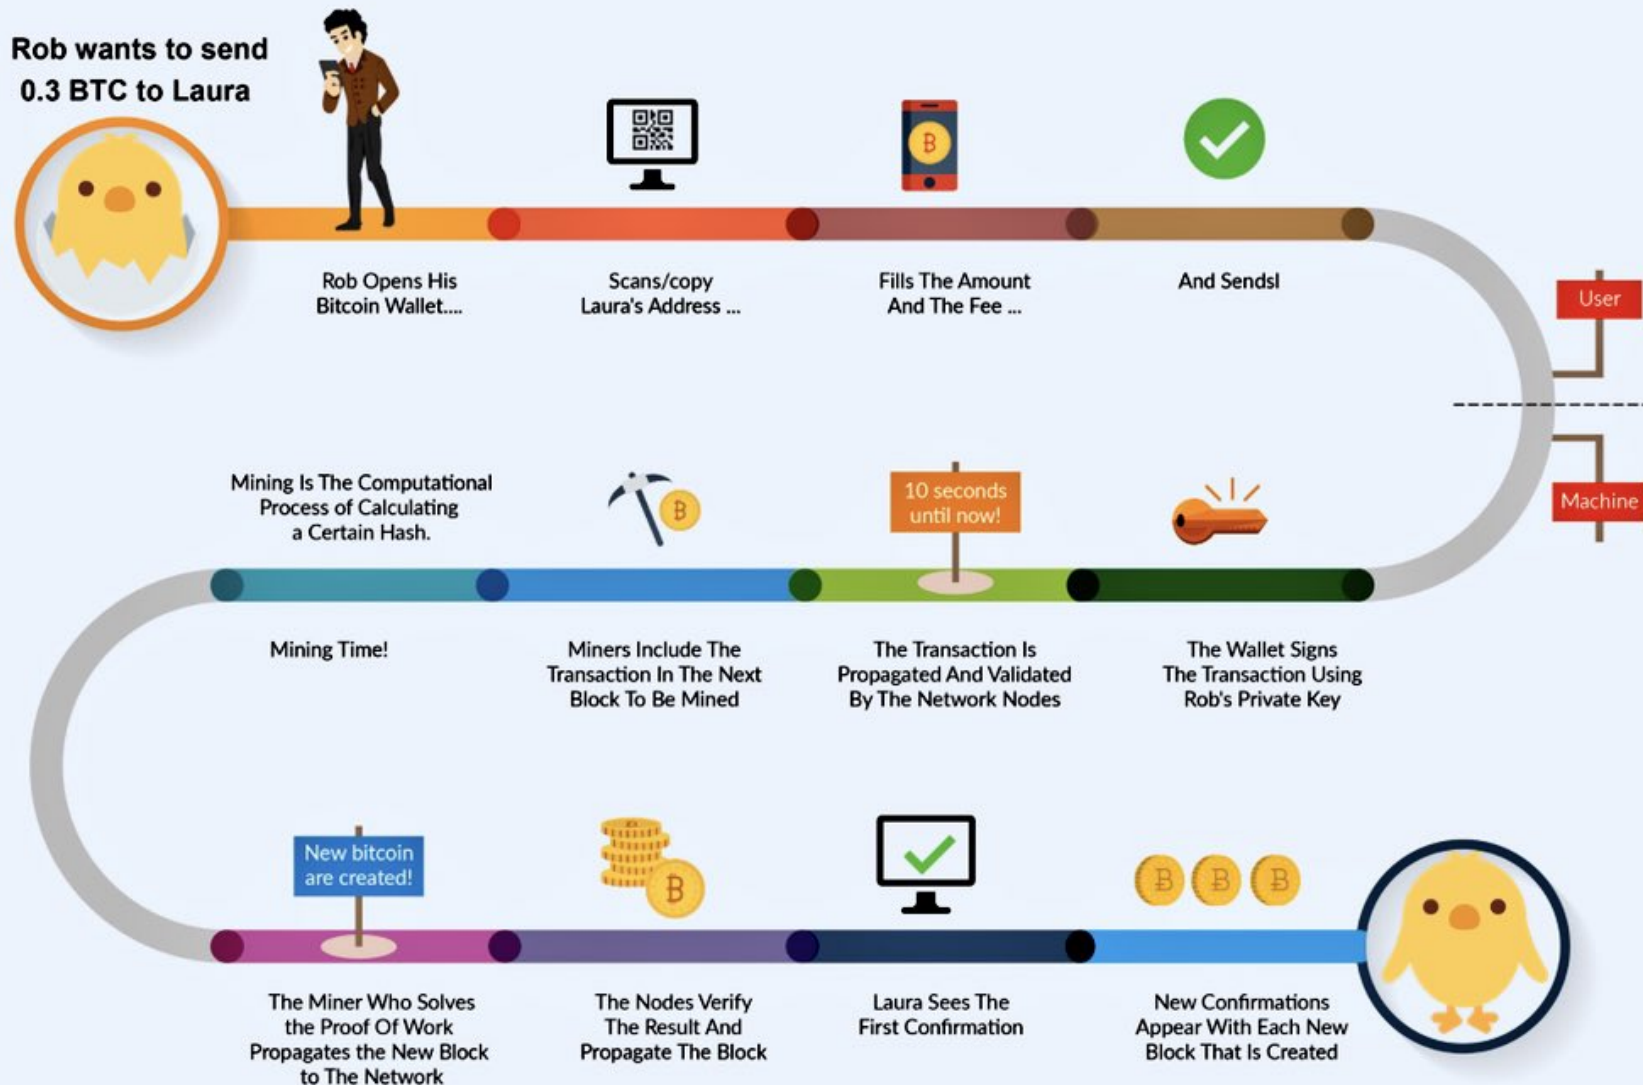 Rob wants to send
0.3 BTC to Laura
Rob Opens His
Bitcoin Wallet....
Scans/copy
Laura's Address ...
Fills The Amount
And The Fee ...
And Sends!
User
Machine
The Wallet Signs
The Transaction Using
Rob's Private Key
10 seconds
until now!
The Transaction Is
Propagated And Validated
By The Network Nodes
Miners Include The
Transaction In The Next
Block To Be Mined
Mining Is The Computational
Process of Calculating
a Certain Hash.
Mining Time!
New bitcoin
are created!
The Miner Who Solves
the Proof Of Work
Propagates the New Block
to The Network
The Nodes Verify
The Result And
Propagate The Block
Laura Sees The
First Confirmation
New Confirmations
Appear With Each New
Block That Is Created